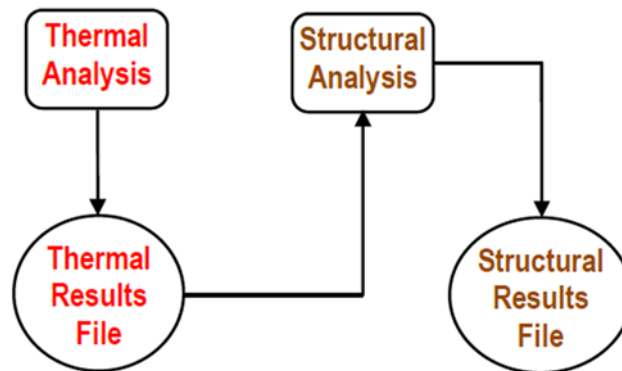 Thermal
Analysis
Structural
Analysis
Thermal
Results
File
Structural
Results
File